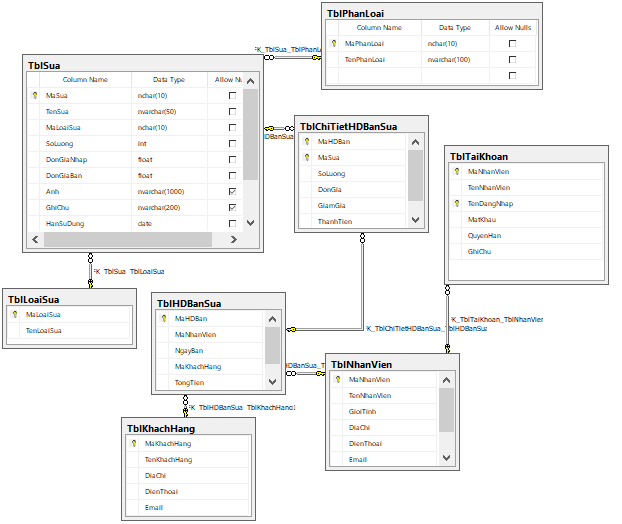 TblPhanLoai
Column Name Data Type Allow Nulls
MaPhanLoai nchar(10)
TenPhanLoai nvarchar(100)
FK_TblSua_TblPhanLo
TblSua
Column Name Data Type Allow Nu
MaSua nchar(10)
TenSua nvarchar(50)
MaLoaiSua nchar(10)
SoLuong int
DonGiaNhap float
DonGiaBan float
Anh nvarchar(1000)
GhiChu nvarchar(200)
HanSuDung date
HDBanSua
TblChiTietHDBanSua
MaHDBan
MaSua
SoLuong
DonGia
GiamGia
ThanhTien
TblTaiKhoan
MaNhanVien
TenNhanVien
TenDangNhap
MatKhau
QuyenHan
GhiChu
FK_TblSua_TblLoaiSua
TblLoaiSua
MaLoaiSua
TenLoaiSua
TblHDBanSua
MaHDBan
MaNhanVien
NgayBan
MaKhachHang
TongTien
FK_TblTaiKhoan_TblNhanVien
FK_TblChiTietHDBanSua_TblHDBanSua
HDBanSua_T
TblNhanVien
MaNhanVien
TenNhanVien
GioiTinh
DiaChi
DienThoai
Email
FK_TblHDBanSua_TblKhachHang1
TblKhachHang
MaKhachHang
TenKhachHang
DiaChi
DienThoai
Email